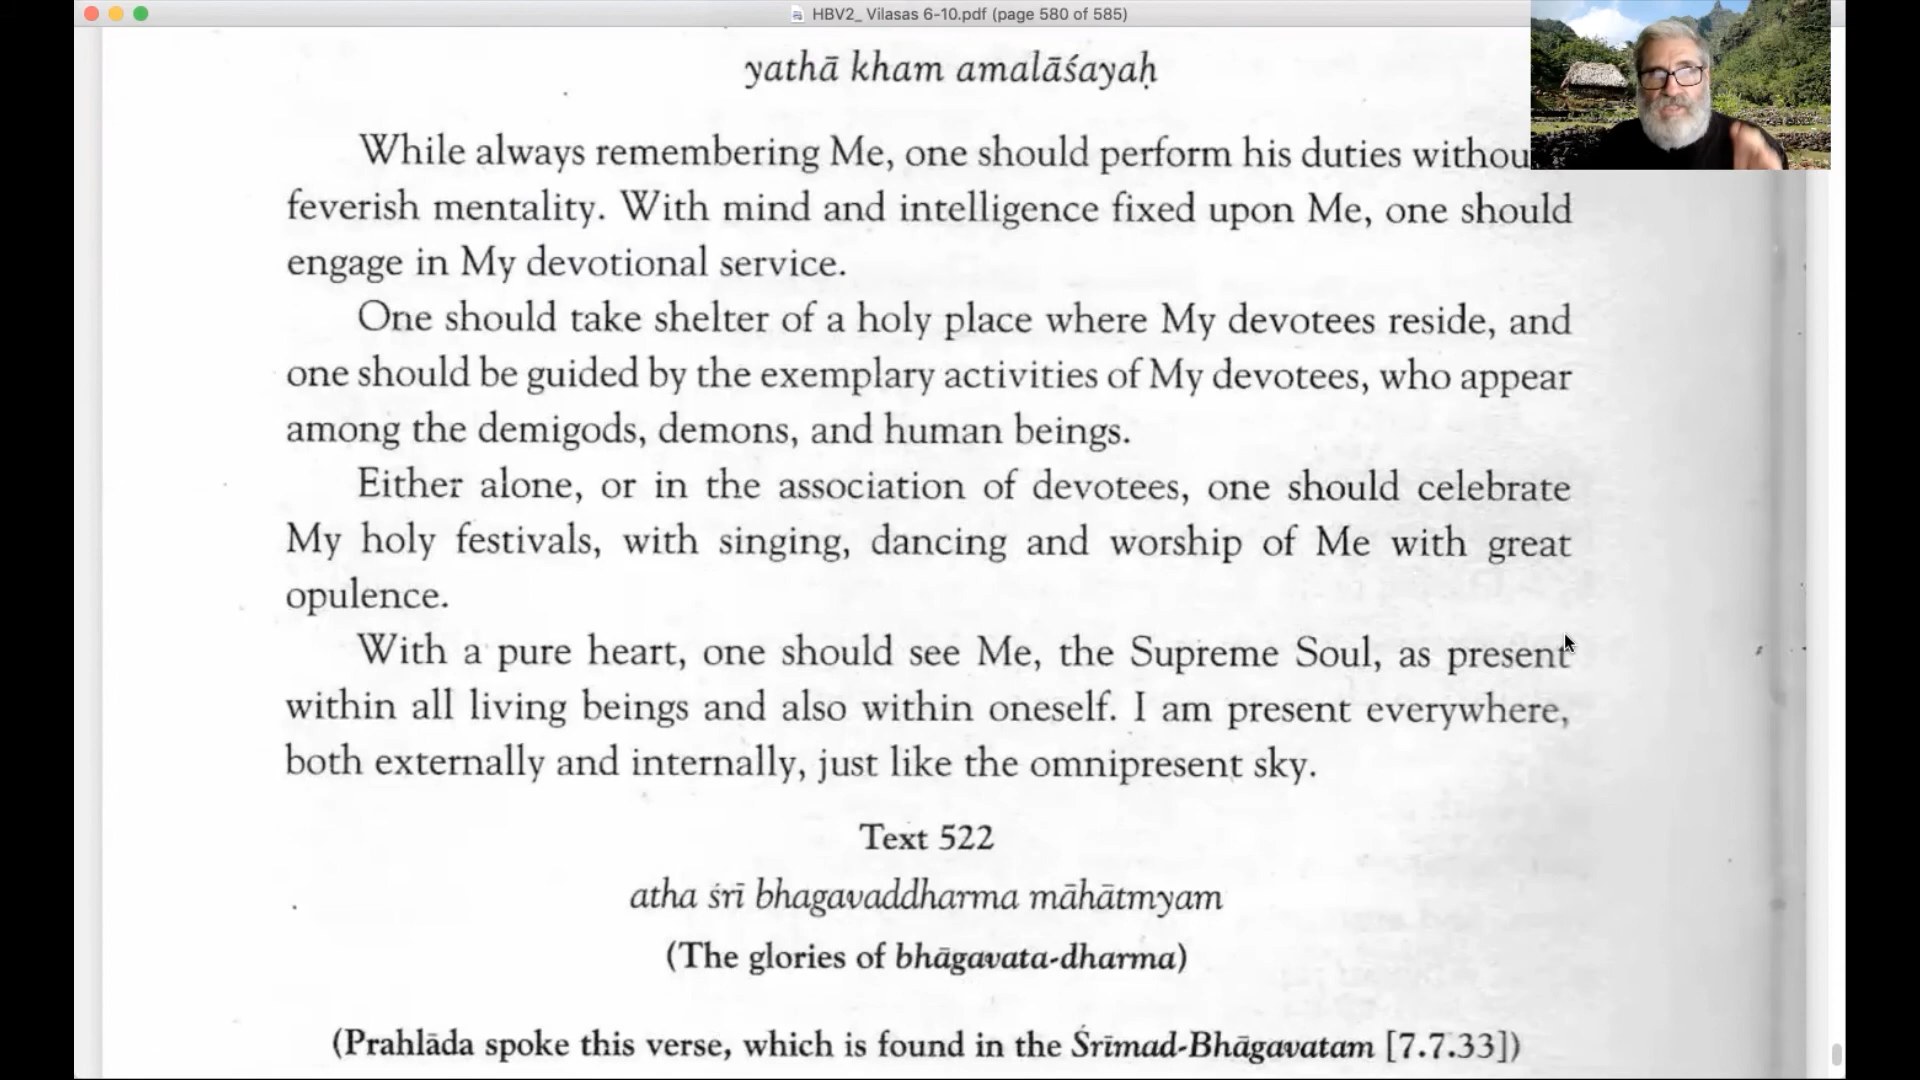 HBV2_ Vilasas 6-10.pdf (page 580 of 585)
yathā kham amalāśayaḥ
While always remembering Me, one should perform his duties withou
feverish mentality. With mind and intelligence fixed upon Me, one should
engage in My devotional service.
One should take shelter of a holy place where My devotees reside, and
one should be guided by the exemplary activities of My devotees, who appear
among the demigods, demons, and human beings.
Either alone, or in the association of devotees, one should celebrate
My holy festivals, with singing, dancing and worship of Me with great
opulence.
With a pure heart, one should see Me, the Supreme Soul, as present
within all living beings and also within oneself. I am present everywhere,
both externally and internally, just like the omnipresent sky.
Text 522
atha śrī bhagavaddharma māhātmyam
(The glories of bhāgavata-dharma)
(Prahlāda spoke this verse, which is found in the Śrīmad-Bhāgavatam [7.7.33])